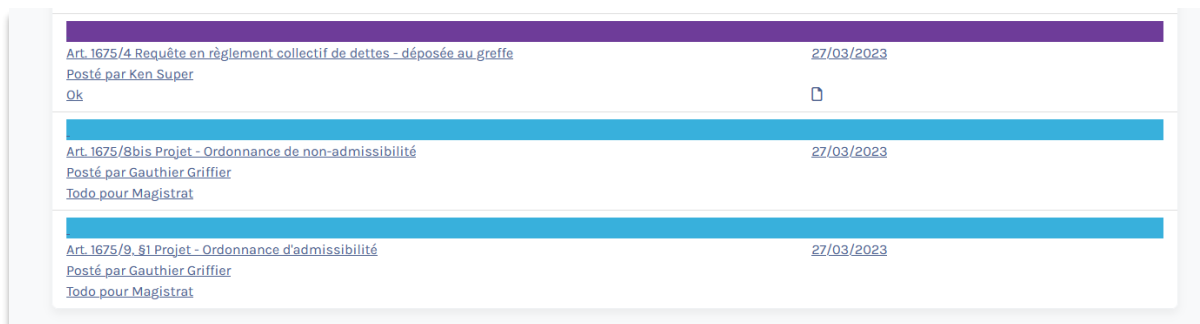 Art. 1675/4 Requête en règlement collectif de dettes - déposée au greffe 27/03/2023
Posté par Ken Super
Ok
Art. 1675/8bis Projet - Ordonnance de non-admissibilité 27/03/2023
Posté par Gauthier Griffier
Todo pour Magistrat
Art. 1675/9, §1 Projet - Ordonnance d'admissibilité 27/03/2023
Posté par Gauthier Griffier
Todo pour Magistrat